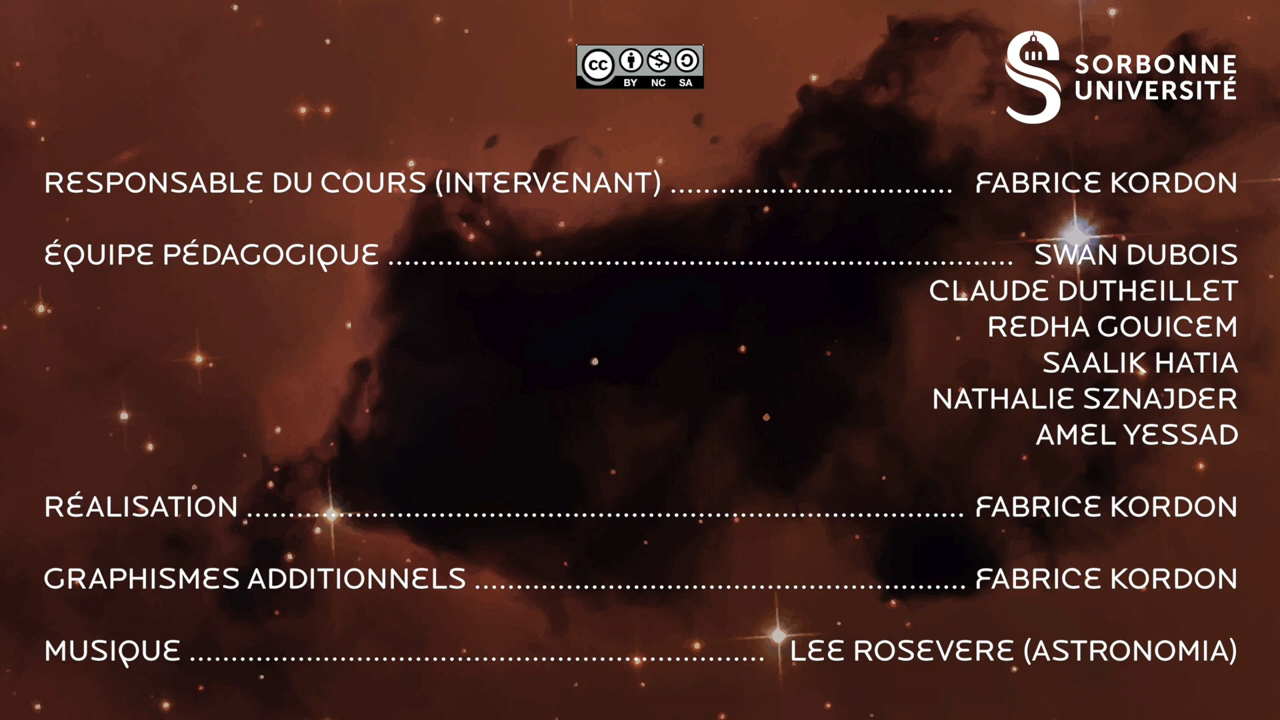 CC BY NC SA
SORBONNE
UNIVERSITÉ
RESPONSABLE DU COURS (INTERVENANT) .................................. FABRICE KORDON
ÉQUIPE PÉDAGOGIQUE ........................................................................... SWAN DUBOIS
CLAUDE DUTHEILLET
REDHA GOUICEM
SAALIK HATIA
NATHALIE SZNAJDER
AMEL YESSAD
RÉALISATION ...................................................................................... FABRICE KORDON
GRAPHISMES ADDITIONNELS ........................................................... FABRICE KORDON
MUSIQUE ..................................................................... LEE ROSEVERE (ASTRONOMIA)